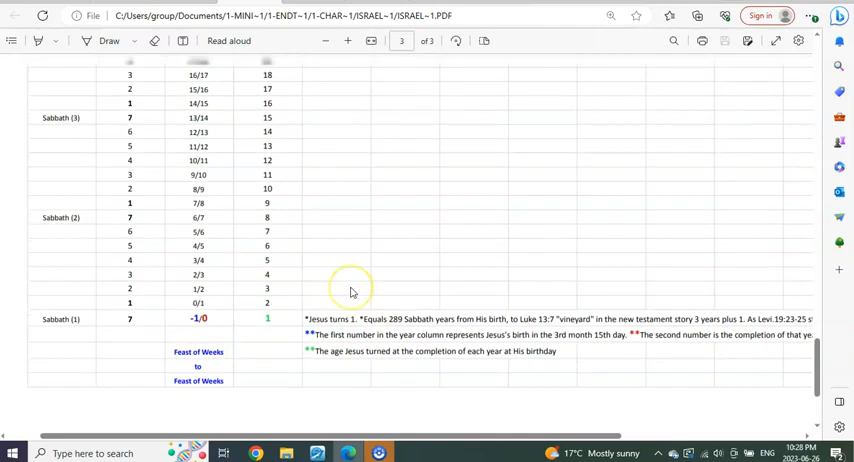 File C:/Users/group/Documents/1-MINI~1/1-ENDT~1/1-CHAR~1/ISRAEL~1/ISRAEL~1.PDF
Sign in
Draw Read aloud 3 of 3
3 16/17 18
2 15/16 17
1 14/15 16
Sabbath (3) 7 13/14 15
6 12/13 14
5 11/12 13
4 10/11 12
3 9/10 11
2 8/9 10
1 7/8 9
Sabbath (2) 7 6/7 8
6 5/6 7
5 4/5 6
4 3/4 5
3 2/3 4
2 1/2 3
1 0/1 2
Sabbath (1) 7 -1/0 1 *Jesus turns 1. *Equals 289 Sabbath years from His birth, to Luke 13:7 "vineyard" in the new testament story 3 years plus 1. As Levi.19:23-25 s
**The first number in the year column represents Jesus's birth in the 3rd month 15th day. **The second number is the completion of that ye
Feast of Weeks **The age Jesus turned at the completion of each year at His birthday
to
Feast of Weeks
Type here to search
17°C Mostly sunny
ENG
10:28 PM
2023-06-26